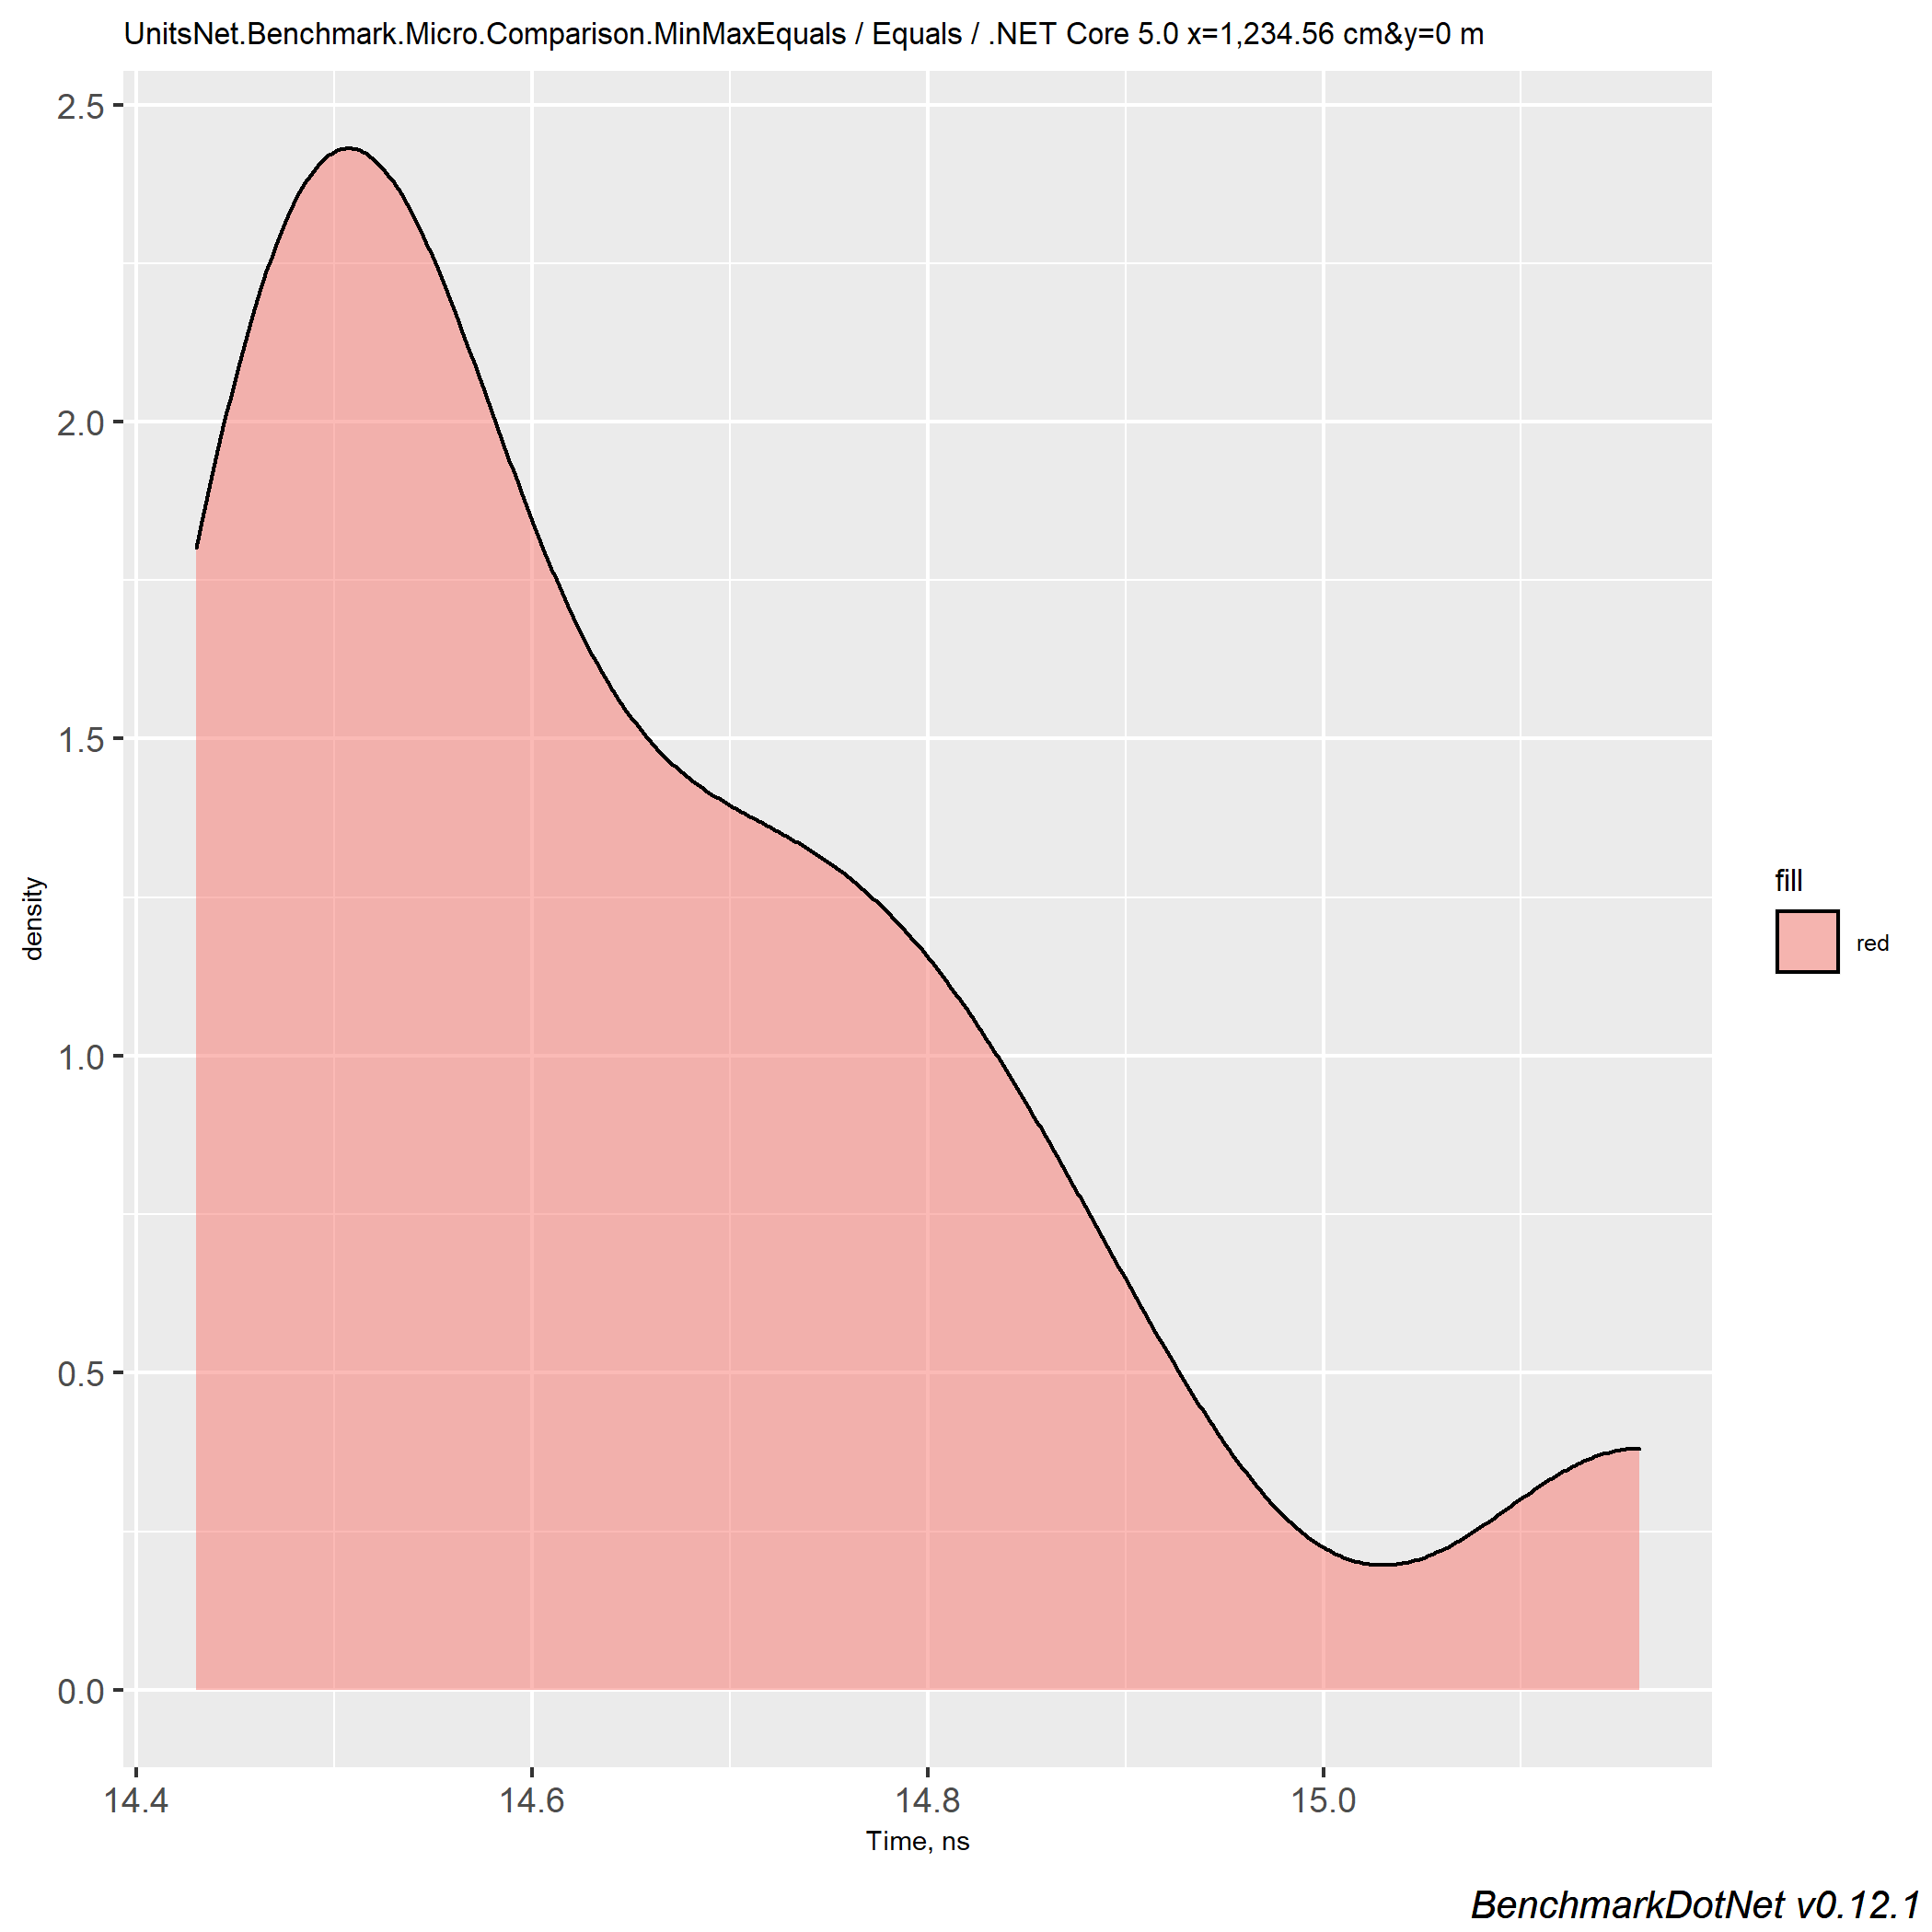 UnitsNet.Benchmark.Micro.Comparison.MinMaxEquals / Equals / .NET Core 5.0 x=1,234.56 cm&y=0 m
2.5
2.0
1.5
1.0
0.5
0.0
density
14.4 14.6 14.8 15.0
Time, ns
fill
red
BenchmarkDotNet v0.12.1